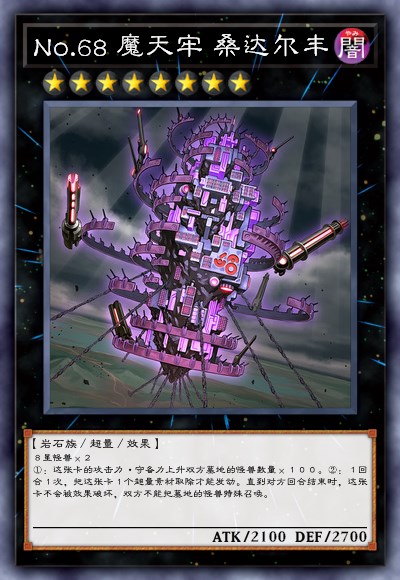 No.68 魔天牢 桑达尔丰
闇
やみ
68
【岩石族／超量／效果】
８星怪兽×２
①：这张卡的攻击力·守备力上升双方墓地的怪兽数量×１００。②：１回
合１次，把这张卡１个超量素材取除才能发动。直到对方回合结束时，这张
卡不会被效果破坏，双方不能把墓地的怪兽特殊召唤。
ATK/2100 DEF/2700